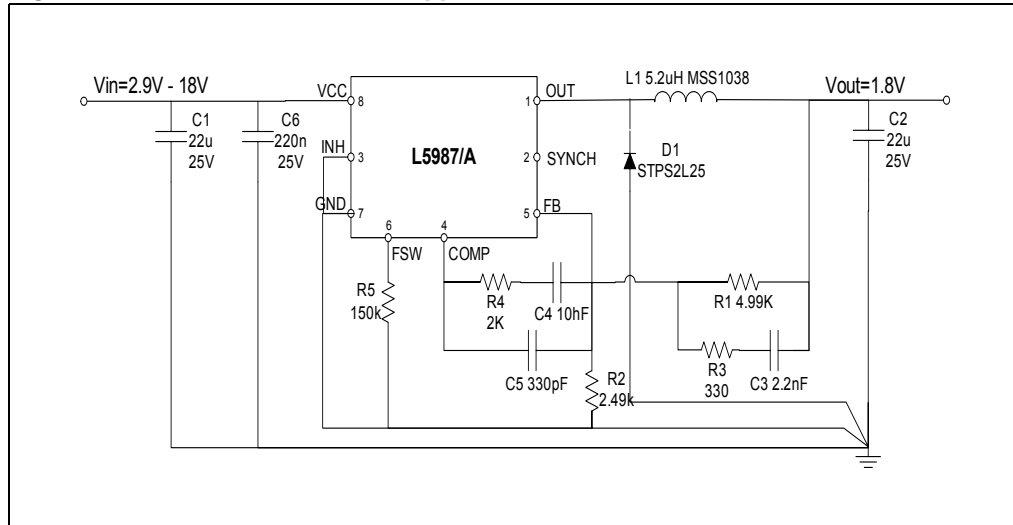 Vin=2.9V - 18V
VCC
8
INH
3
GND
7
L5987/A
1
OUT
2
SYNCH
5
FB
6
FSW
4
COMP
L1 5.2uH MSS1038
Vout=1.8V
C1
22u
25V
C6
220n
25V
D1
STPS2L25
C2
22u
25V
R5
150k
R4
2K
C4 10hF
C5 330pF
R2
2.49k
R1 4.99K
R3
330
C3 2.2nF